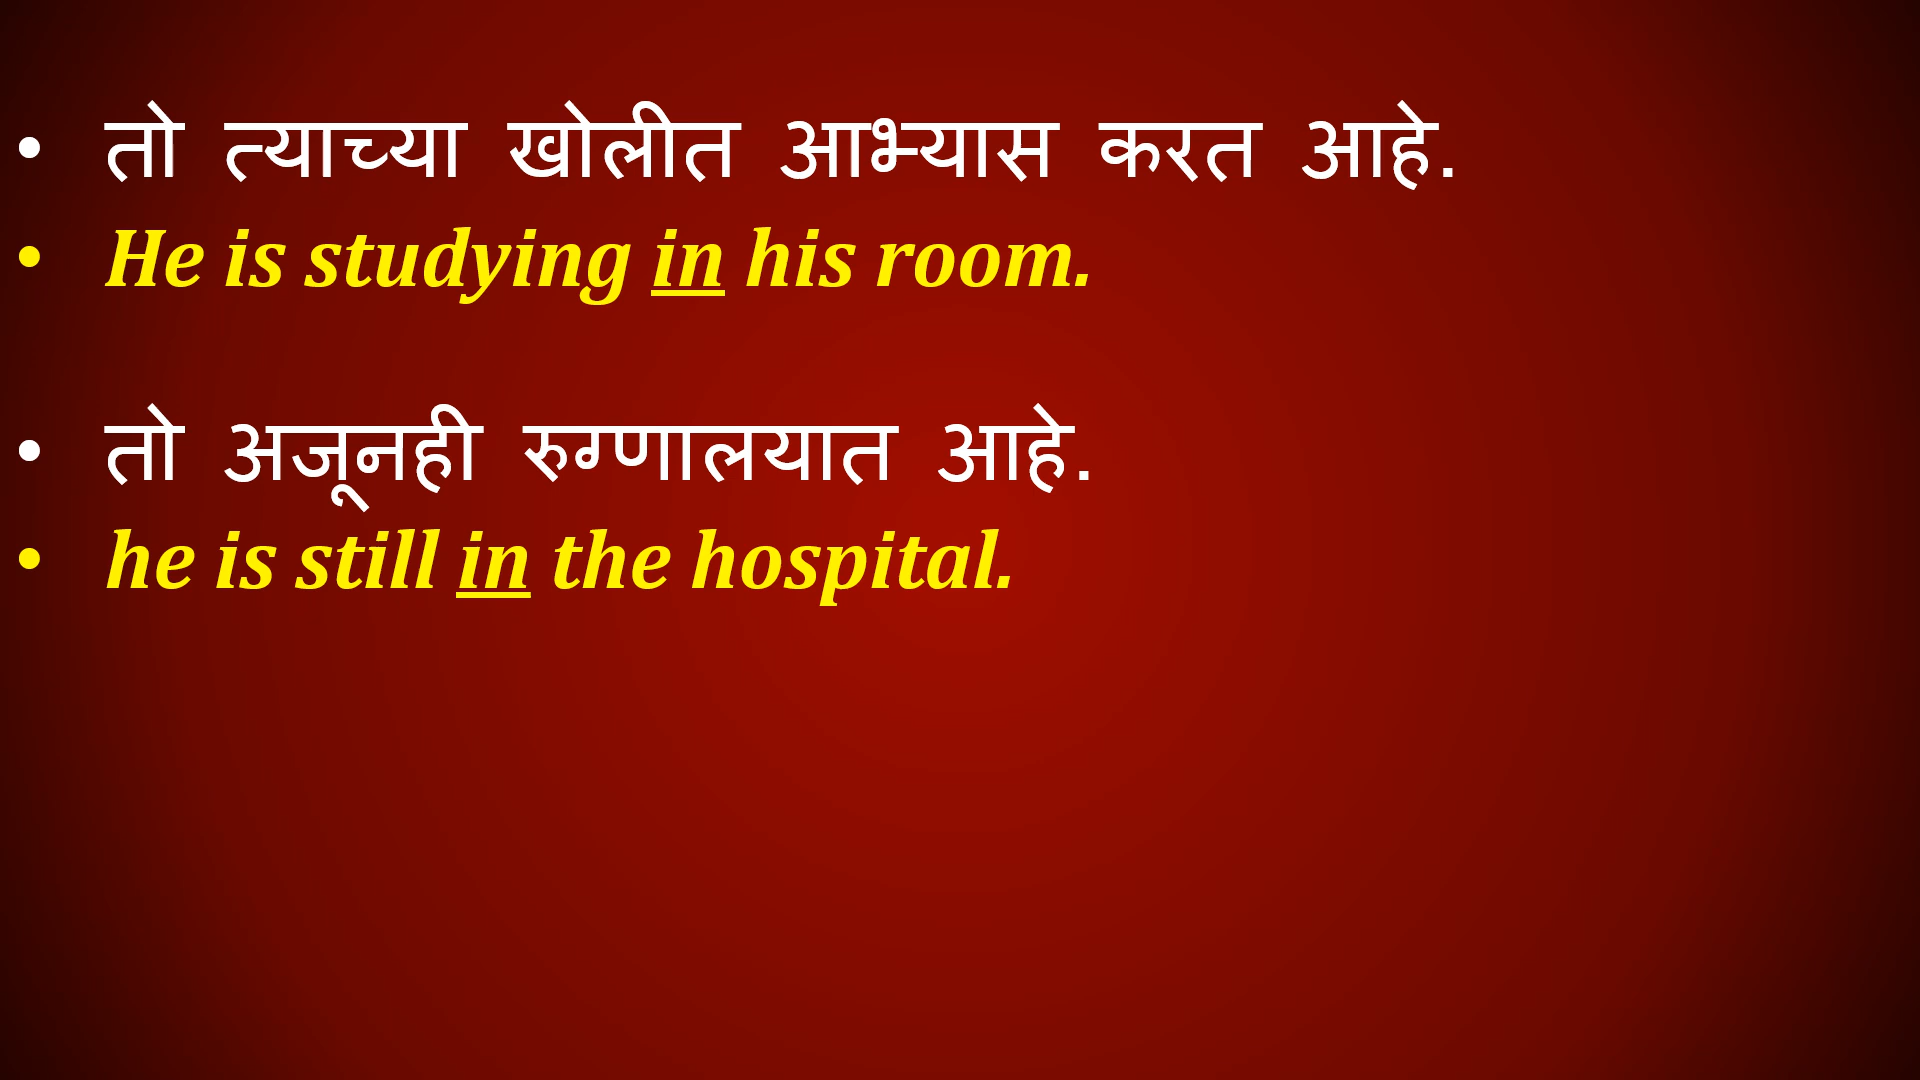 • तो त्याच्या खोलीत आभ्यास करत आहे.
• He is studying in his room.
• तो अजूनही रुग्णालयात आहे.
• he is still in the hospital.